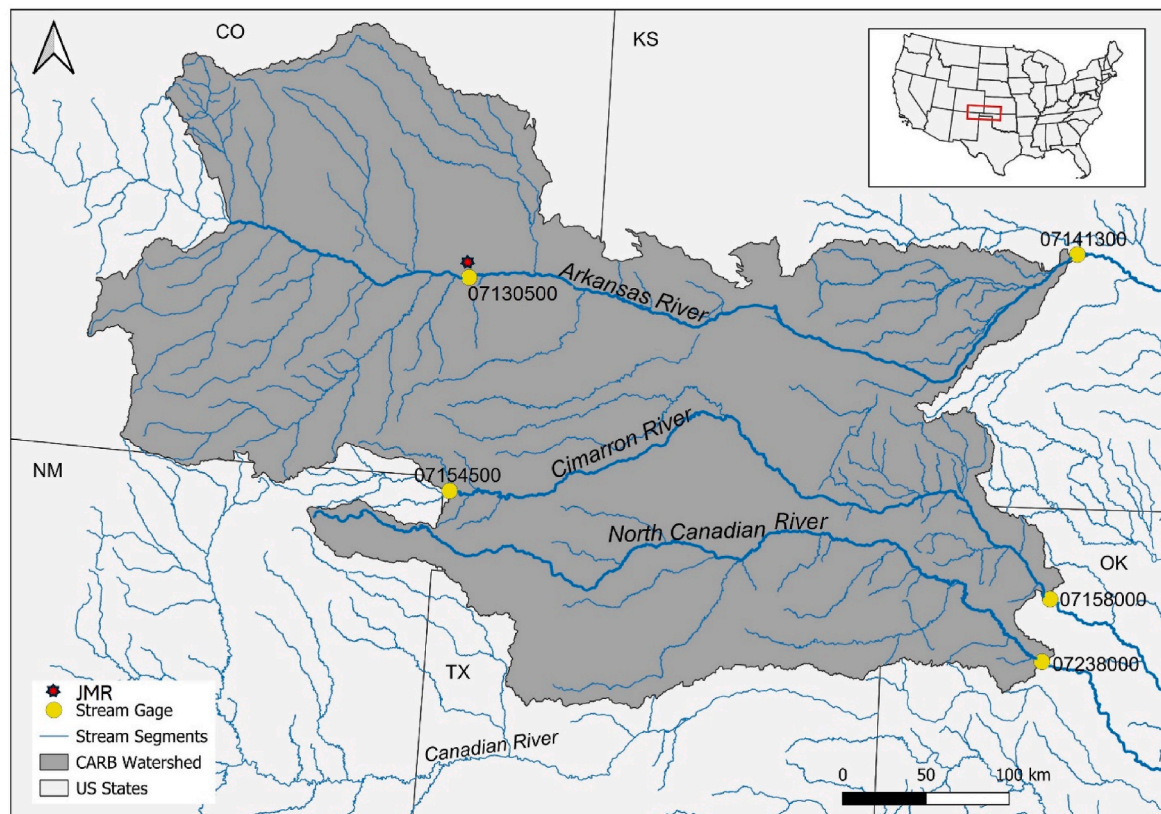 CO
KS
07141300
07130500
Arkansas River
Cimarron River
NM
07154500
North Canadian River
OK
07158000
07238000
TX
Canadian River
JMR
Stream Gage
Stream Segments
CARB Watershed
US States
0 50 100 km